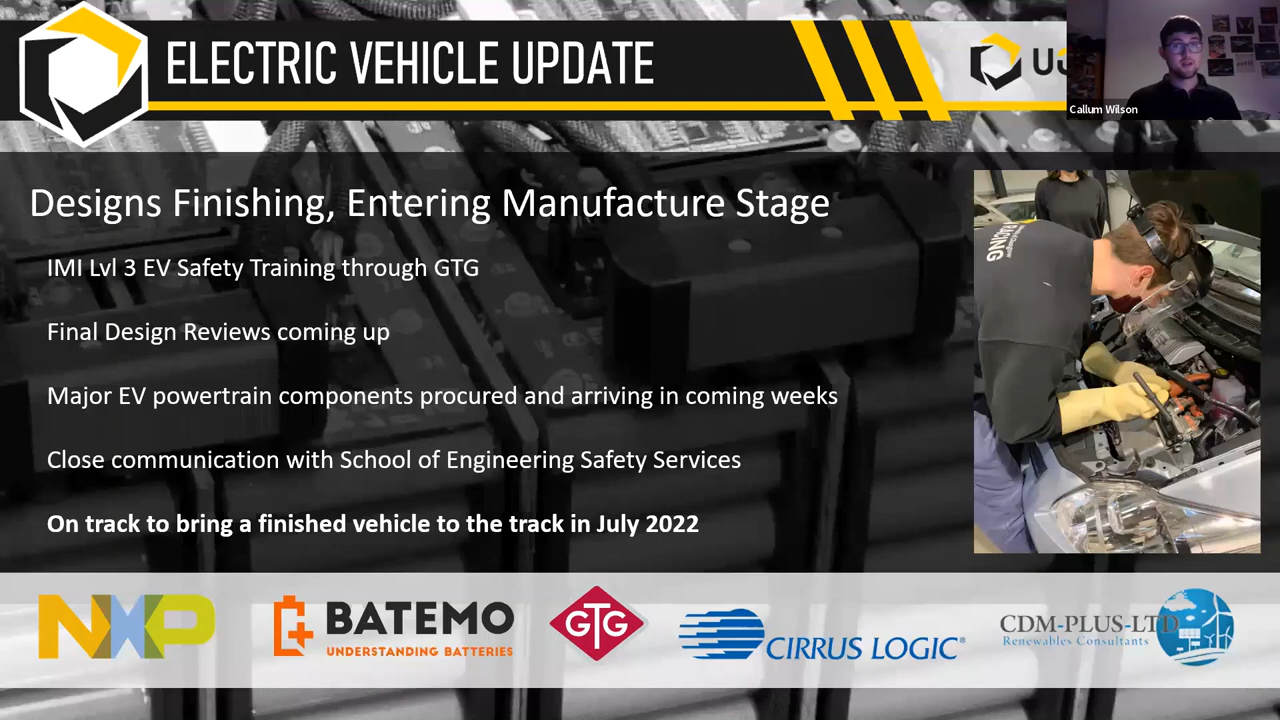 ELECTRIC VEHICLE UPDATE
Callum Wilson
Designs Finishing, Entering Manufacture Stage
IMI Lvl 3 EV Safety Training through GTG
Final Design Reviews coming up
Major EV powertrain components procured and arriving in coming weeks
Close communication with School of Engineering Safety Services
On track to bring a finished vehicle to the track in July 2022
RACING
NXP
BATEMO
UNDERSTANDING BATTERIES
GTG
CIRRUS LOGIC®
CDM-PLUS-LTD
Renewables Consultants